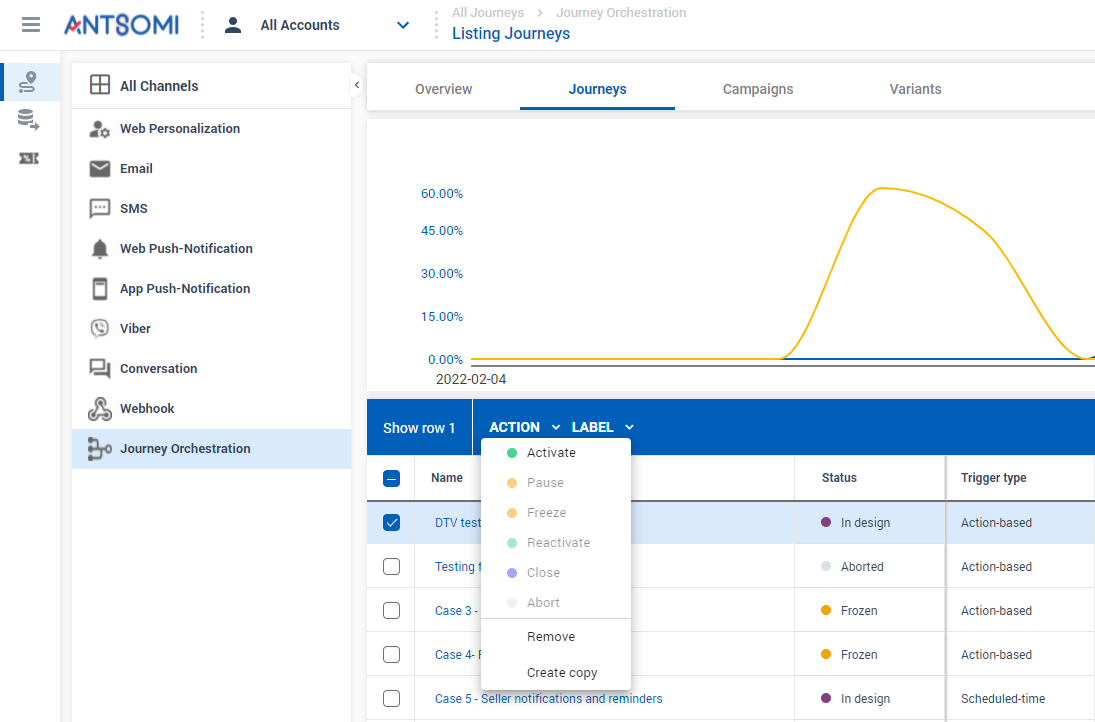 ANTSOMI
All Accounts
All Journeys > Journey Orchestration
Listing Journeys
All Channels
Web Personalization
Email
SMS
Web Push-Notification
App Push-Notification
Viber
Conversation
Webhook
Journey Orchestration
Overview
Journeys
Campaigns
Variants
60.00%
45.00%
30.00%
15.00%
0.00%
2022-02-04
Show row 1
ACTION
LABEL
Activate
Pause
Freeze
Reactivate
Close
Abort
Remove
Create copy
Name
Status
Trigger type
DTV test
In design
Action-based
Testing
Aborted
Action-based
Case 3 -
Frozen
Action-based
Case 4-
Frozen
Action-based
Case 5 - Seller notifications and reminders
In design
Scheduled-time